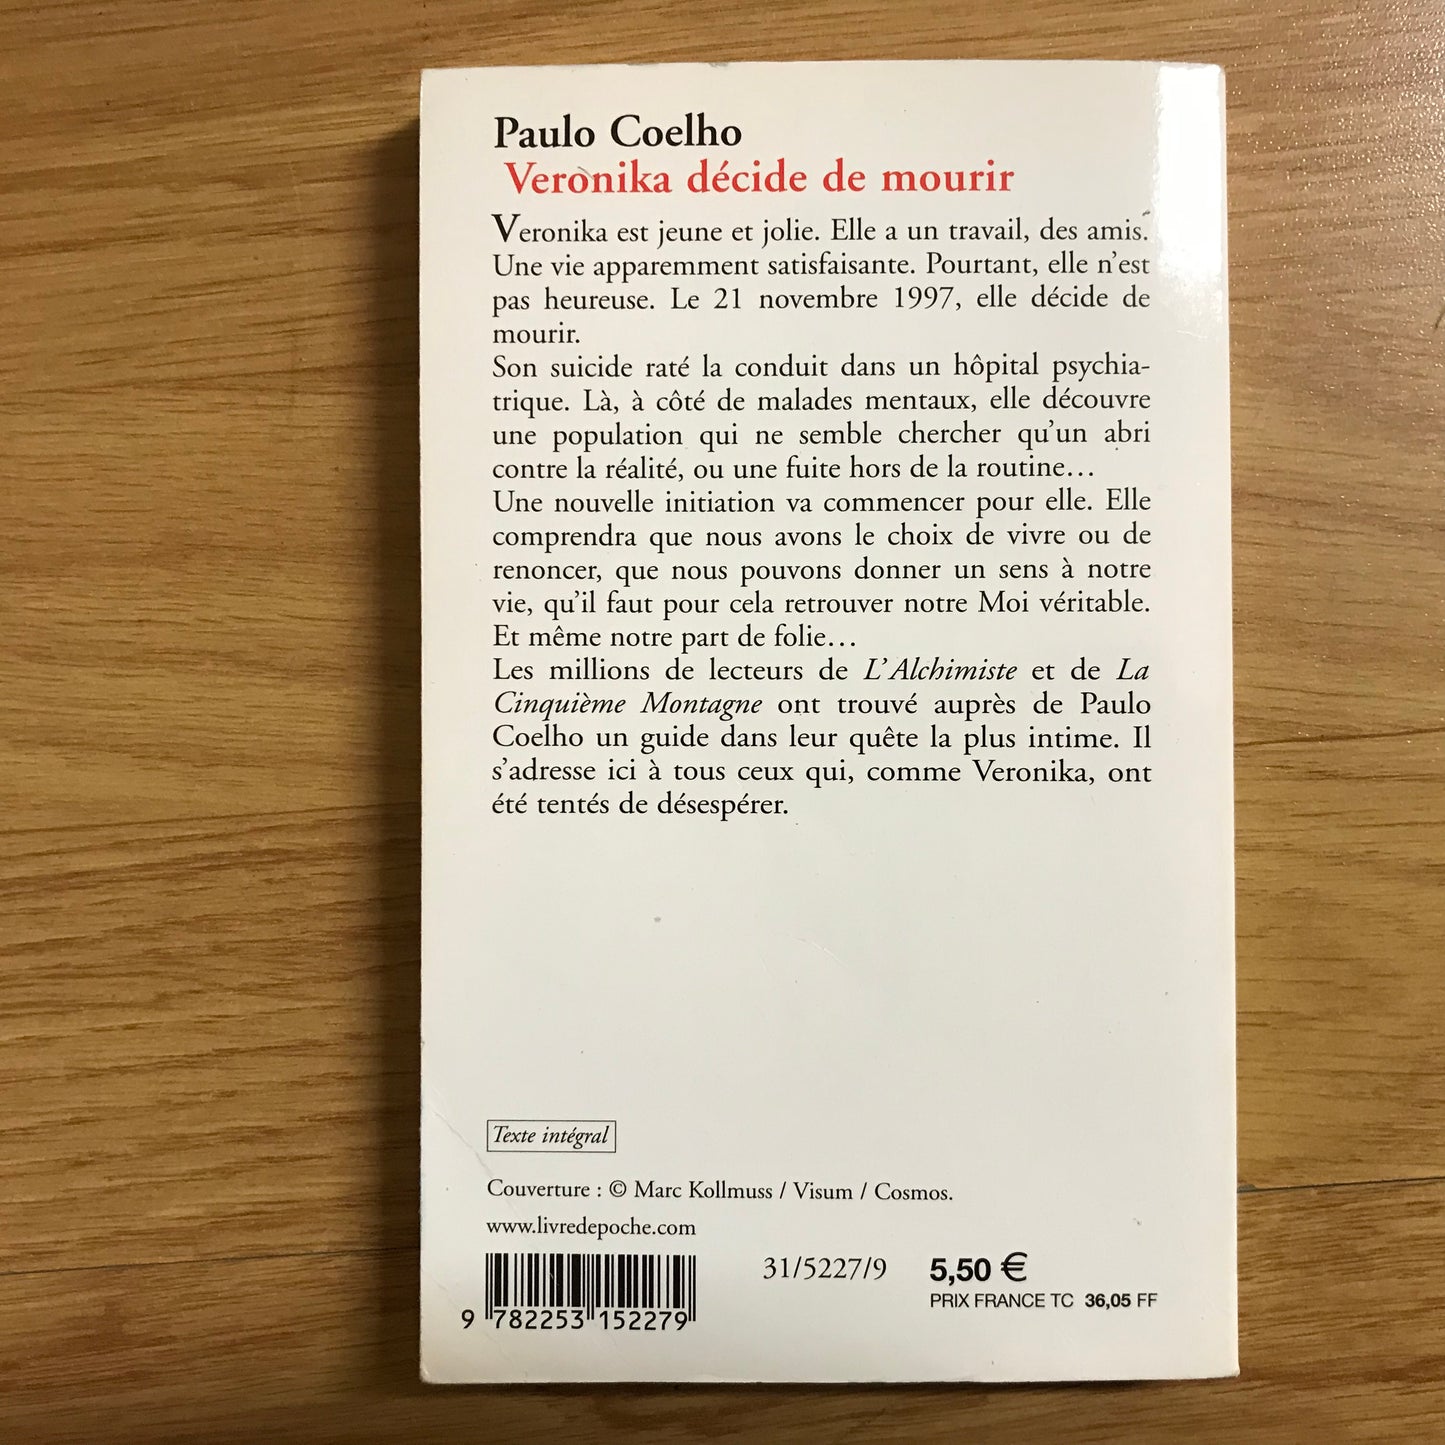 Paulo Coelho
Veronika décide de mourir
Veronika est jeune et jolie. Elle a un travail, des amis.
Une vie apparemment satisfaisante. Pourtant, elle n'est
pas heureuse. Le 21 novembre 1997, elle décide de
mourir.
Son suicide raté la conduit dans un hôpital psychia-
trique. Là, à côté de malades mentaux, elle découvre
une population qui ne semble chercher qu'un abri
contre la réalité, ou une fuite hors de la routine…
Une nouvelle initiation va commencer pour elle. Elle
comprendra que nous avons le choix de vivre ou de
renoncer, que nous pouvons donner un sens à notre
vie, qu'il faut pour cela retrouver notre Moi véritable.
Et même notre part de folie…
Les millions de lecteurs de L'Alchimiste et de La
Cinquième Montagne ont trouvé auprès de Paulo
Coelho un guide dans leur quête la plus intime. Il
s'adresse ici à tous ceux qui, comme Veronika, ont
été tentés de désespérer.
Texte intégral
Couverture : © Marc Kollmuss / Visum / Cosmos.
www.livredepoche.com
31/5227/9
5,50 €
PRIX FRANCE TC 36,05 FF
9 782253 152279